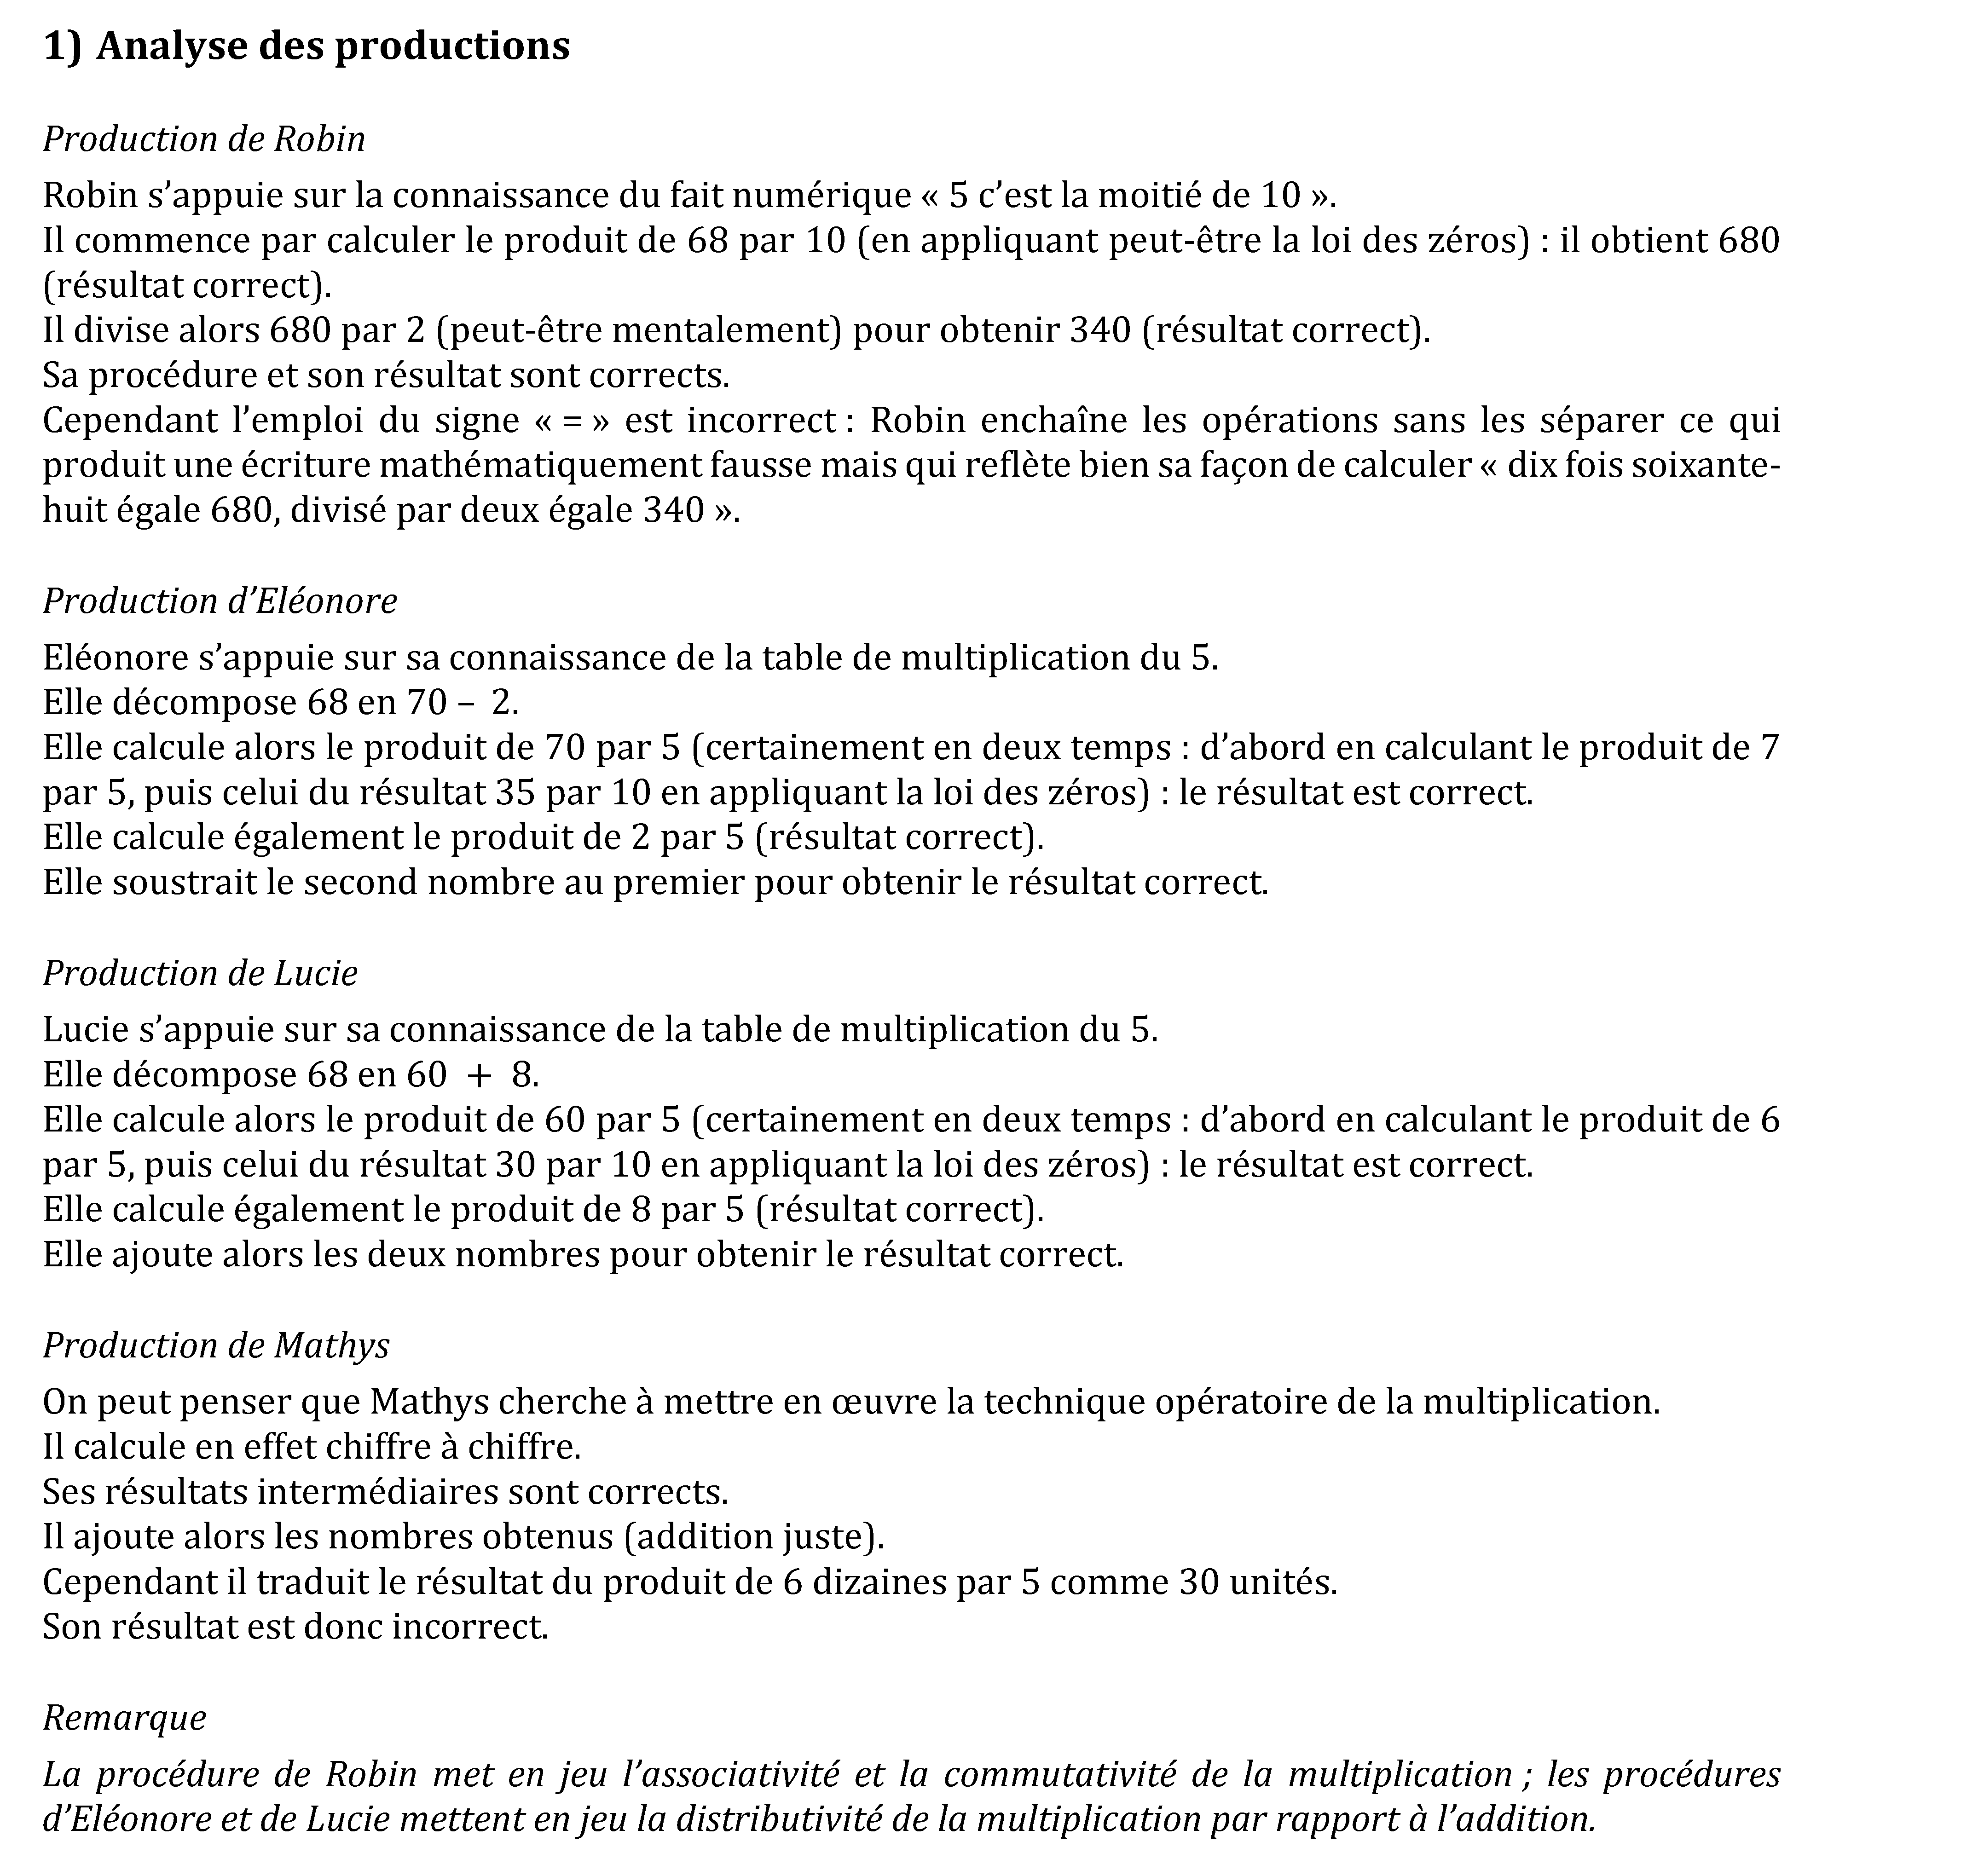 1) Analyse des productions
Production de Robin
Robin s’appuie sur la connaissance du fait numérique « 5 c’est la moitié de 10 ».
Il commence par calculer le produit de 68 par 10 (en appliquant peut-être la loi des zéros) : il obtient 680
(résultat correct).
Il divise alors 680 par 2 (peut-être mentalement) pour obtenir 340 (résultat correct).
Sa procédure et son résultat sont corrects.
Cependant l’emploi du signe « = » est incorrect : Robin enchaîne les opérations sans les séparer ce qui
produit une écriture mathématiquement fausse mais qui reflète bien sa façon de calculer « dix fois soixante-
huit égale 680, divisé par deux égale 340 ».
Production d’Eléonore
Eléonore s’appuie sur sa connaissance de la table de multiplication du 5.
Elle décompose 68 en 70 – 2.
Elle calcule alors le produit de 70 par 5 (certainement en deux temps : d’abord en calculant le produit de 7
par 5, puis celui du résultat 35 par 10 en appliquant la loi des zéros) : le résultat est correct.
Elle calcule également le produit de 2 par 5 (résultat correct).
Elle soustrait le second nombre au premier pour obtenir le résultat correct.
Production de Lucie
Lucie s’appuie sur sa connaissance de la table de multiplication du 5.
Elle décompose 68 en 60 + 8.
Elle calcule alors le produit de 60 par 5 (certainement en deux temps : d’abord en calculant le produit de 6
par 5, puis celui du résultat 30 par 10 en appliquant la loi des zéros) : le résultat est correct.
Elle calcule également le produit de 8 par 5 (résultat correct).
Elle ajoute alors les deux nombres pour obtenir le résultat correct.
Production de Mathys
On peut penser que Mathys cherche à mettre en œuvre la technique opératoire de la multiplication.
Il calcule en effet chiffre à chiffre.
Ses résultats intermédiaires sont corrects.
Il ajoute alors les nombres obtenus (addition juste).
Cependant il traduit le résultat du produit de 6 dizaines par 5 comme 30 unités.
Son résultat est donc incorrect.
Remarque
La procédure de Robin met en jeu l’associativité et la commutativité de la multiplication ; les procédures
d’Eléonore et de Lucie mettent en jeu la distributivité de la multiplication par rapport à l’addition.